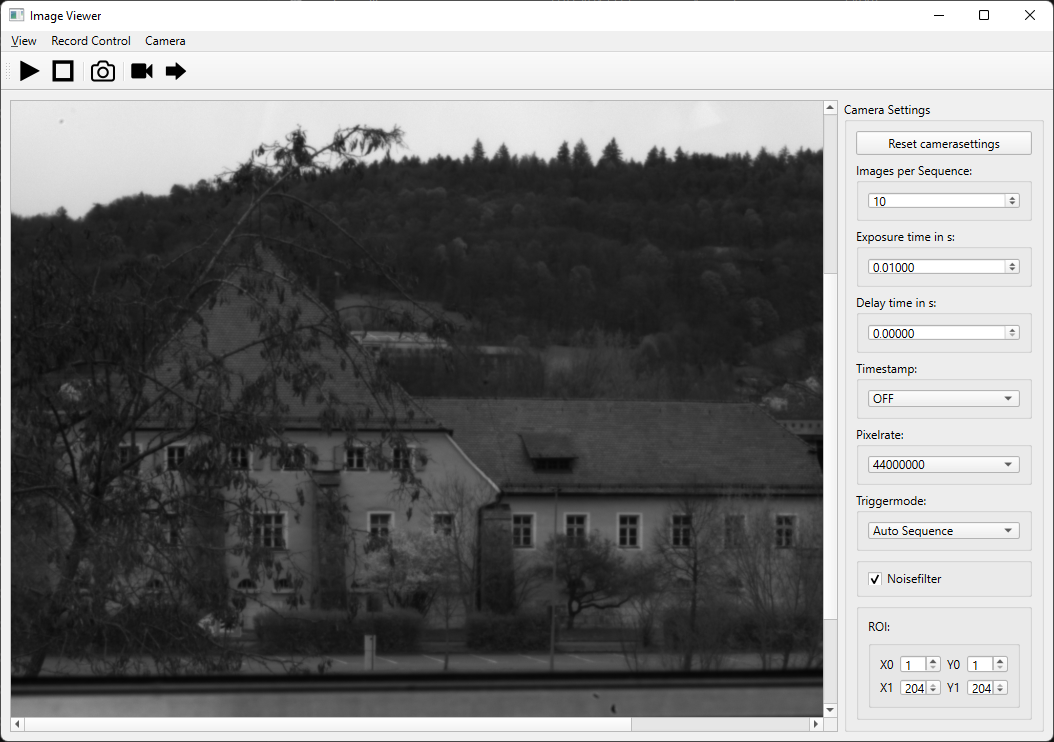 Image Viewer
View Record Control Camera
Camera Settings
Reset camerasettings
Images per Sequence:
10
Exposure time in s:
0.01000
Delay time in s:
0.00000
Timestamp:
OFF
Pixelrate:
44000000
Triggermode:
Auto Sequence
Noisefilter
ROI:
X0 1 Y0 1
X1 204 Y1 204